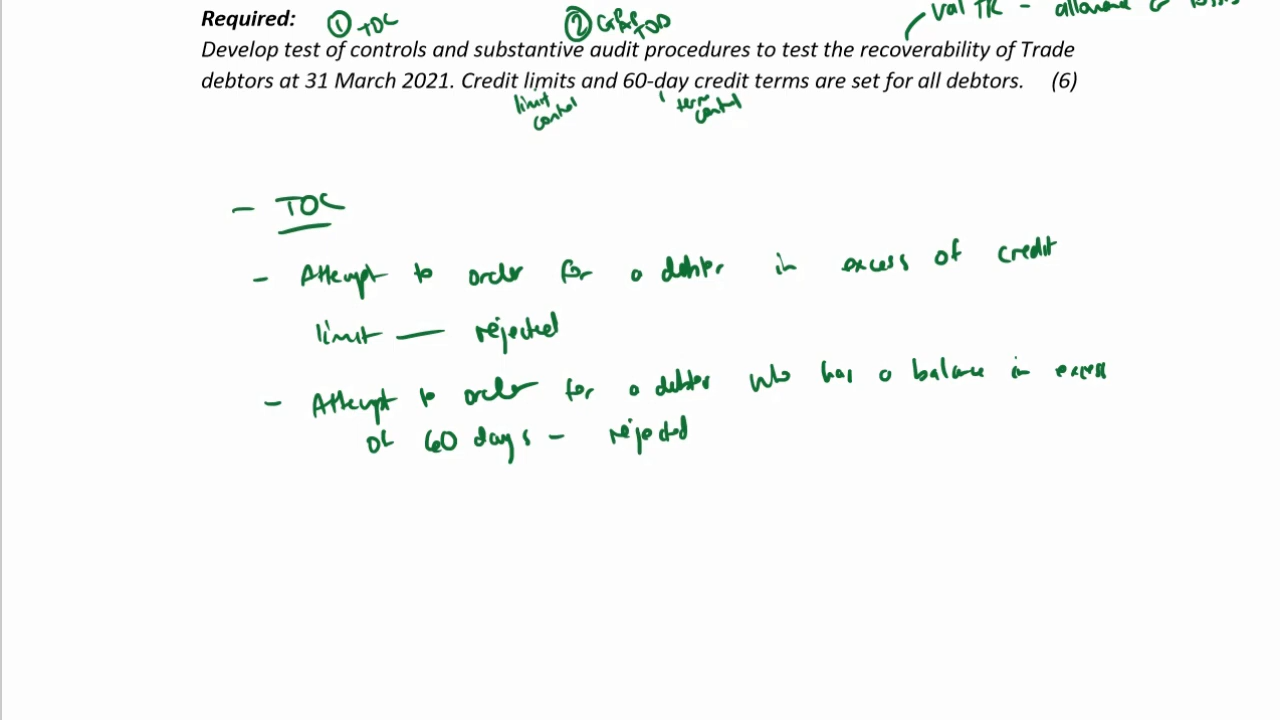 val TR - allowance
Required: ① TOC ② TOD
Develop test of controls and substantive audit procedures to test the recoverability of Trade
debtors at 31 March 2021. Credit limits and 60-day credit terms are set for all debtors. (6)
limit control term control
- TOC
- Attempt to order for a debtor in excess of credit
limit — rejected
- Attempt to order for a debtor who has a balance in excess
of 60 days - rejected